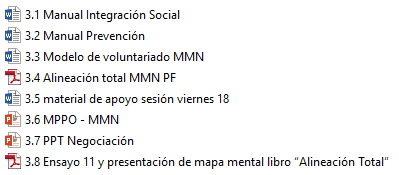 3.1 Manual Integración Social
3.2 Manual Prevención
3.3 Modelo de voluntariado MMN
3.4 Alineación total MMN PF
3.5 material de apoyo sesión viernes 18
3.6 MPPO - MMN
3.7 PPT Negociación
3.8 Ensayo 11 y presentación de mapa mental libro “Alineación Total”